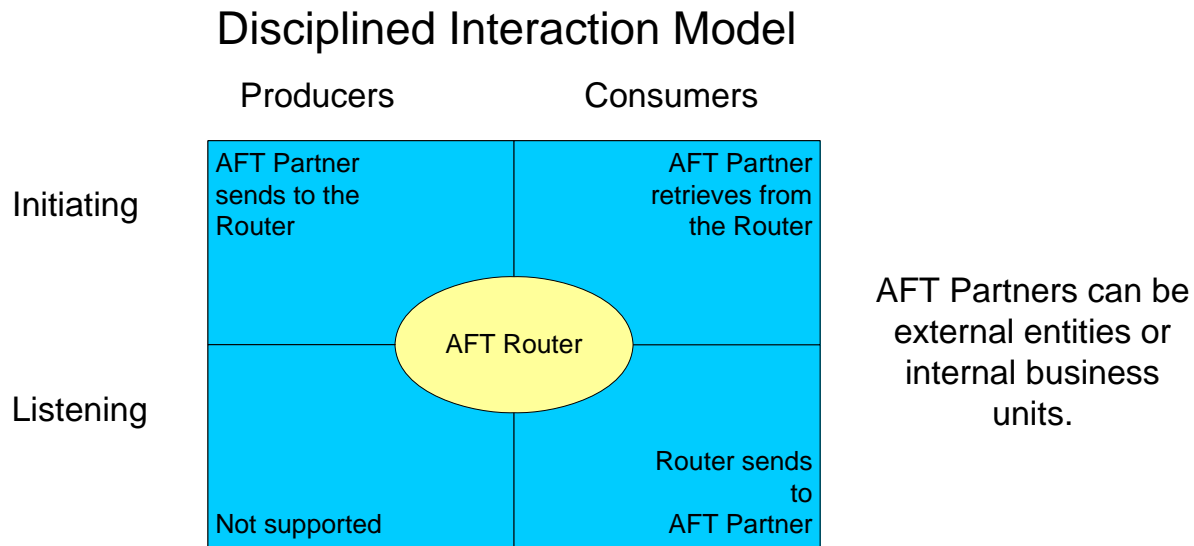 Disciplined Interaction Model
Producers
Consumers
Initiating
AFT Partner
sends to the
Router
AFT Partner
retrieves from
the Router
AFT Router
AFT Partners can be
external entities or
internal business
units.
Listening
Not supported
Router sends
to
AFT Partner